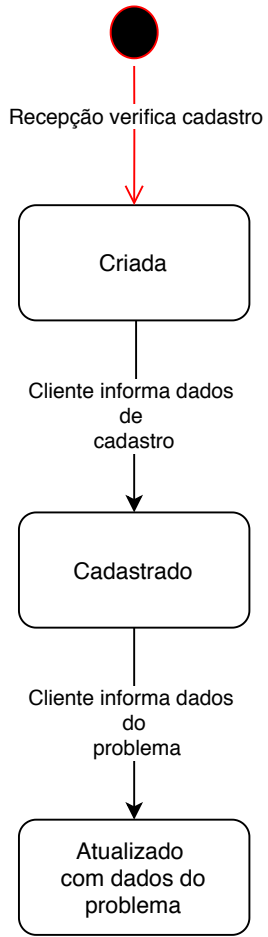 Recepção verifica cadastro
Criada
Cliente informa dados
de
cadastro
Cadastrado
Cliente informa dados
do
problema
Atualizado
com dados do
problema